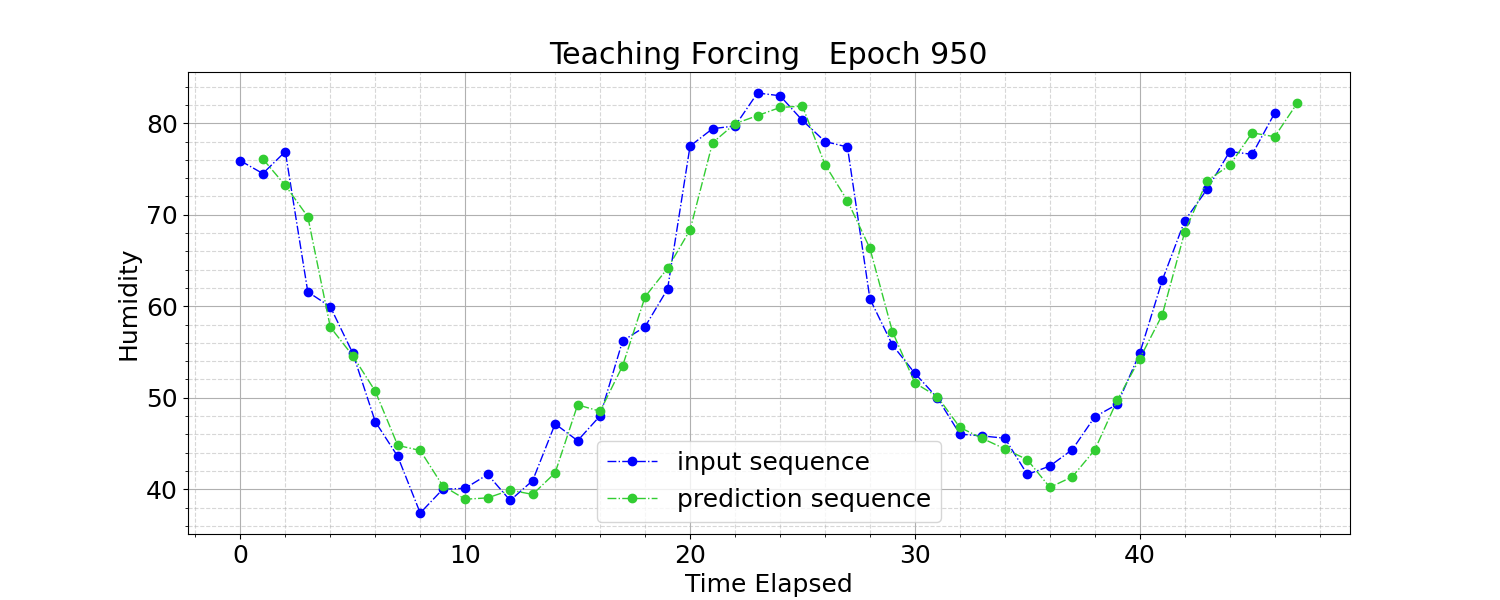 Teaching Forcing   Epoch 950
80
70
60
50
40
Humidity
input sequence
prediction sequence
0 10 20 30 40
Time Elapsed